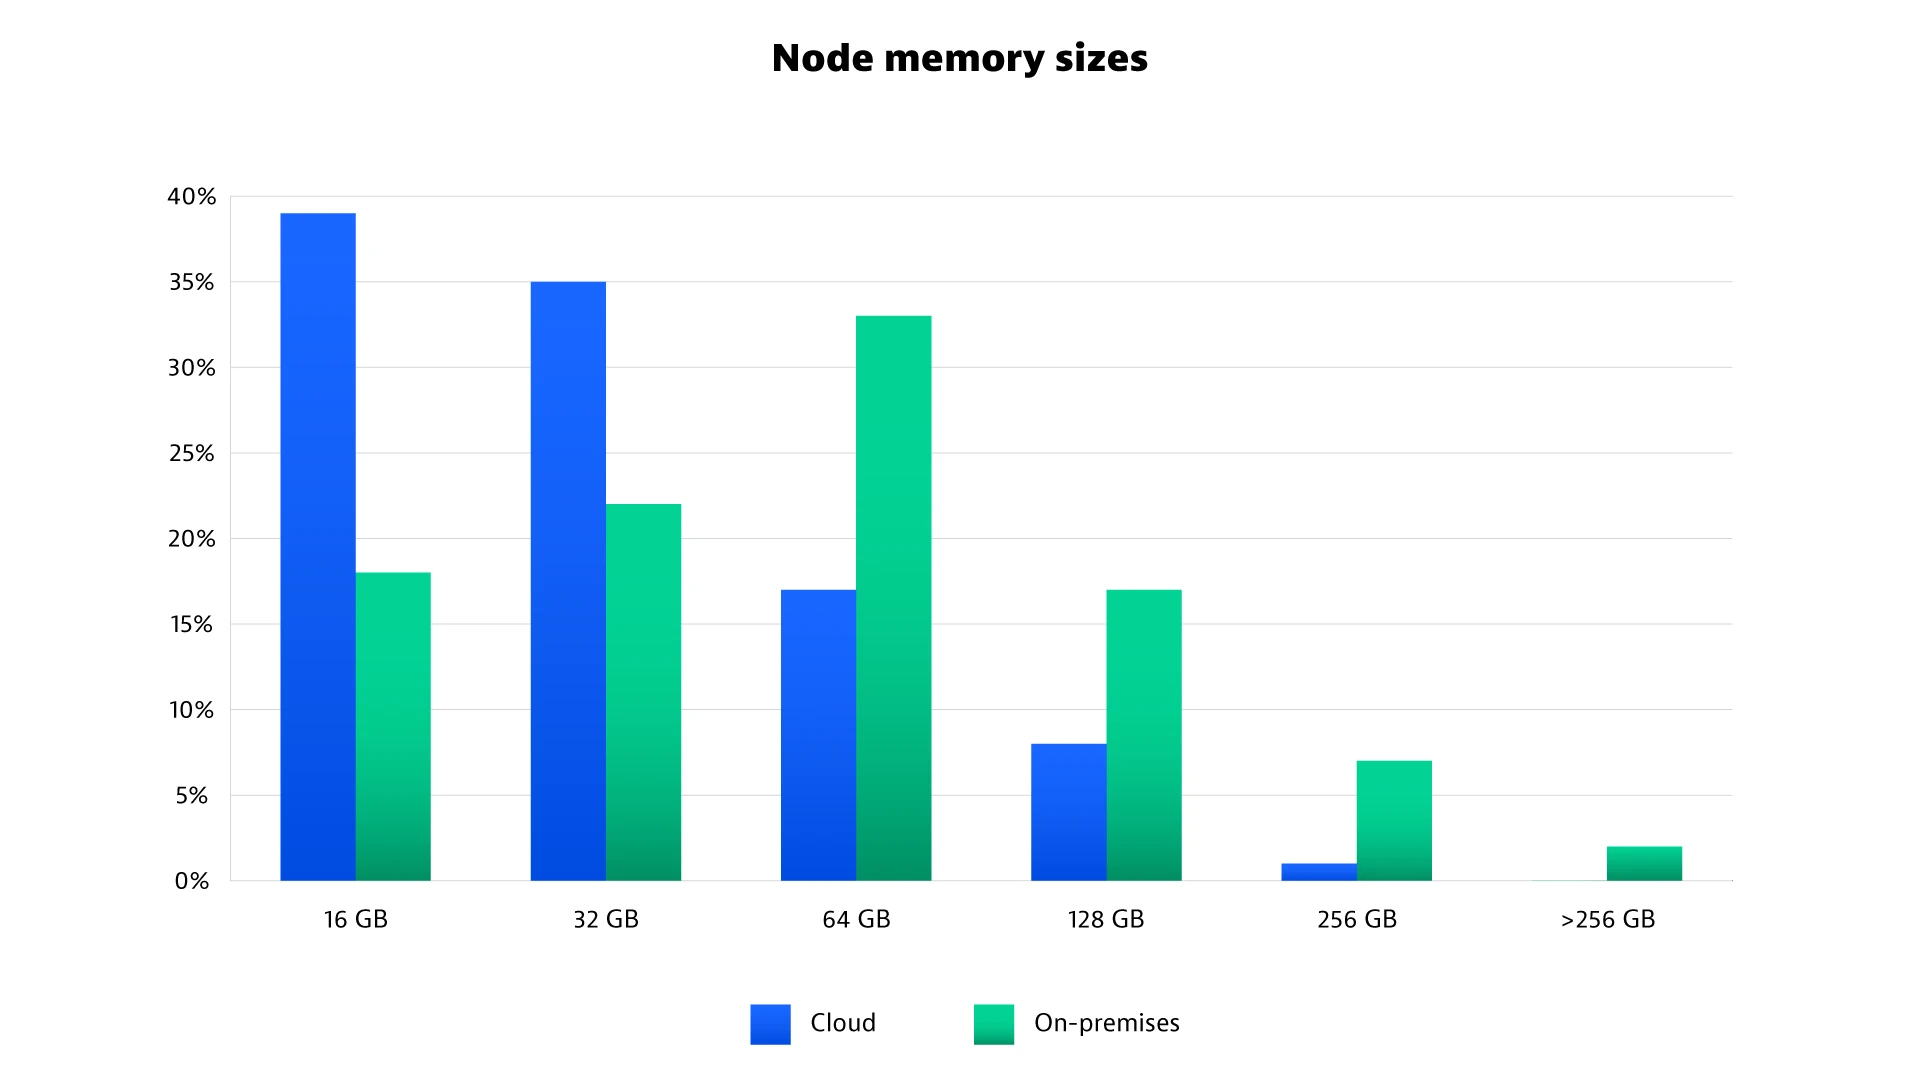 Node memory sizes
40%
35%
30%
25%
20%
15%
10%
5%
0%
16 GB
32 GB
64 GB
128 GB
256 GB
>256 GB
Cloud
On-premises